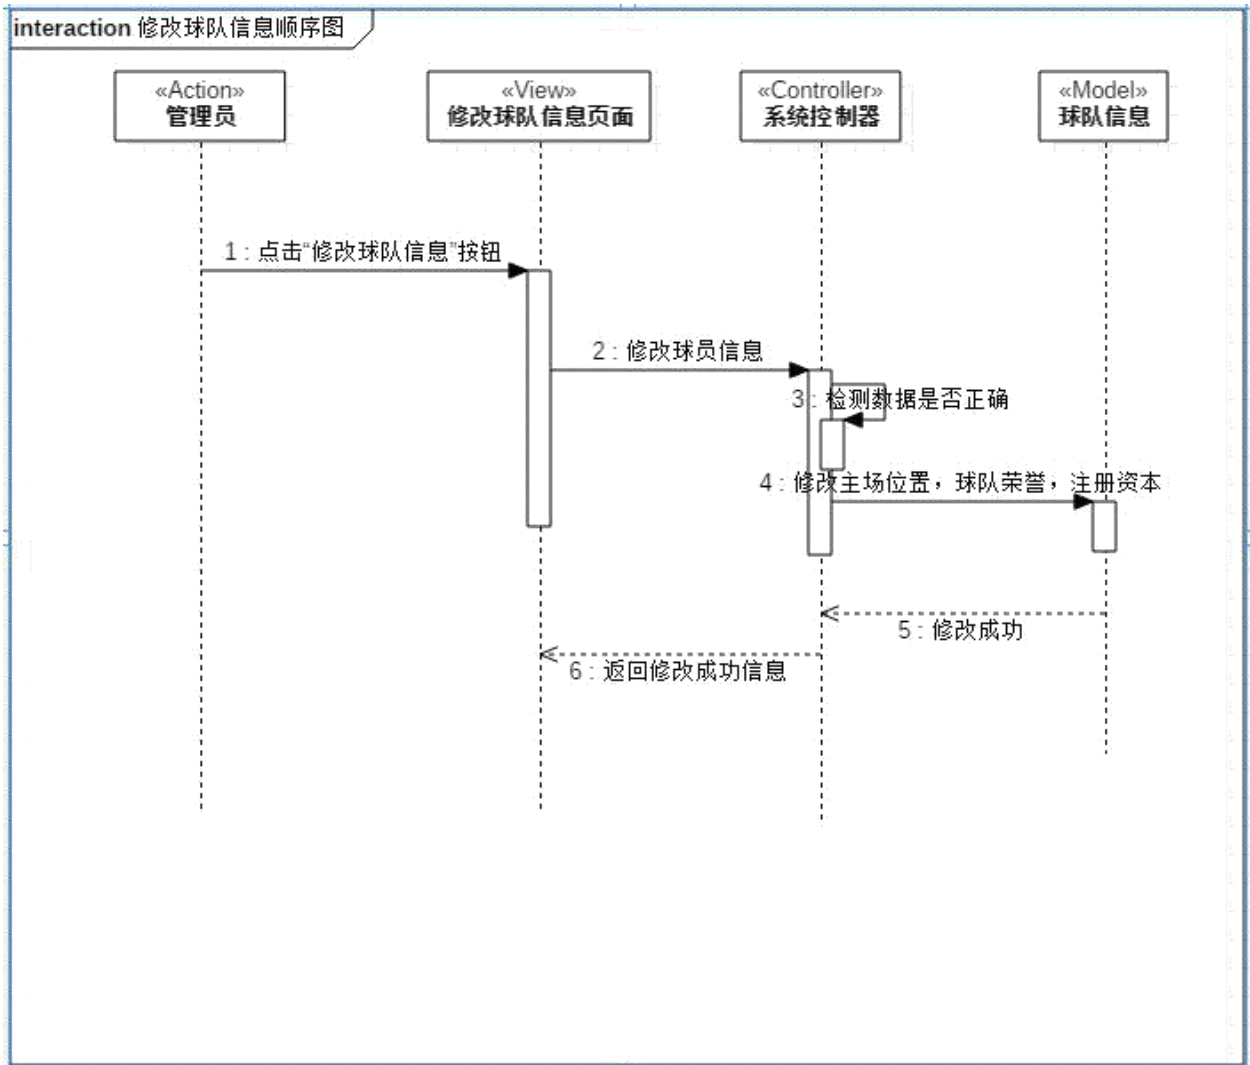 interaction 修改球队信息顺序图
«Action»
管理员
«View»
修改球队信息页面
«Controller»
系统控制器
«Model»
球队信息
1 : 点击“修改球队信息”按钮
2 : 修改球员信息
3 : 检测数据是否正确
4 : 修改主场位置，球队荣誉，注册资本
5 : 修改成功
6 : 返回修改成功信息